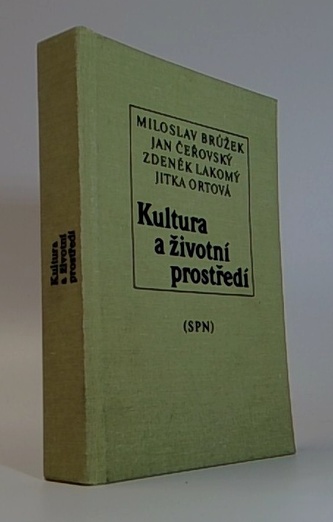 MILOSLAV BRŮŽEK
JAN ČEŘOVSKÝ
ZDENĚK LAKOMÝ
JITKA ORTOVÁ
Kultura
a životní
prostředí
(SPN)
Kultura
a životní
prostředí